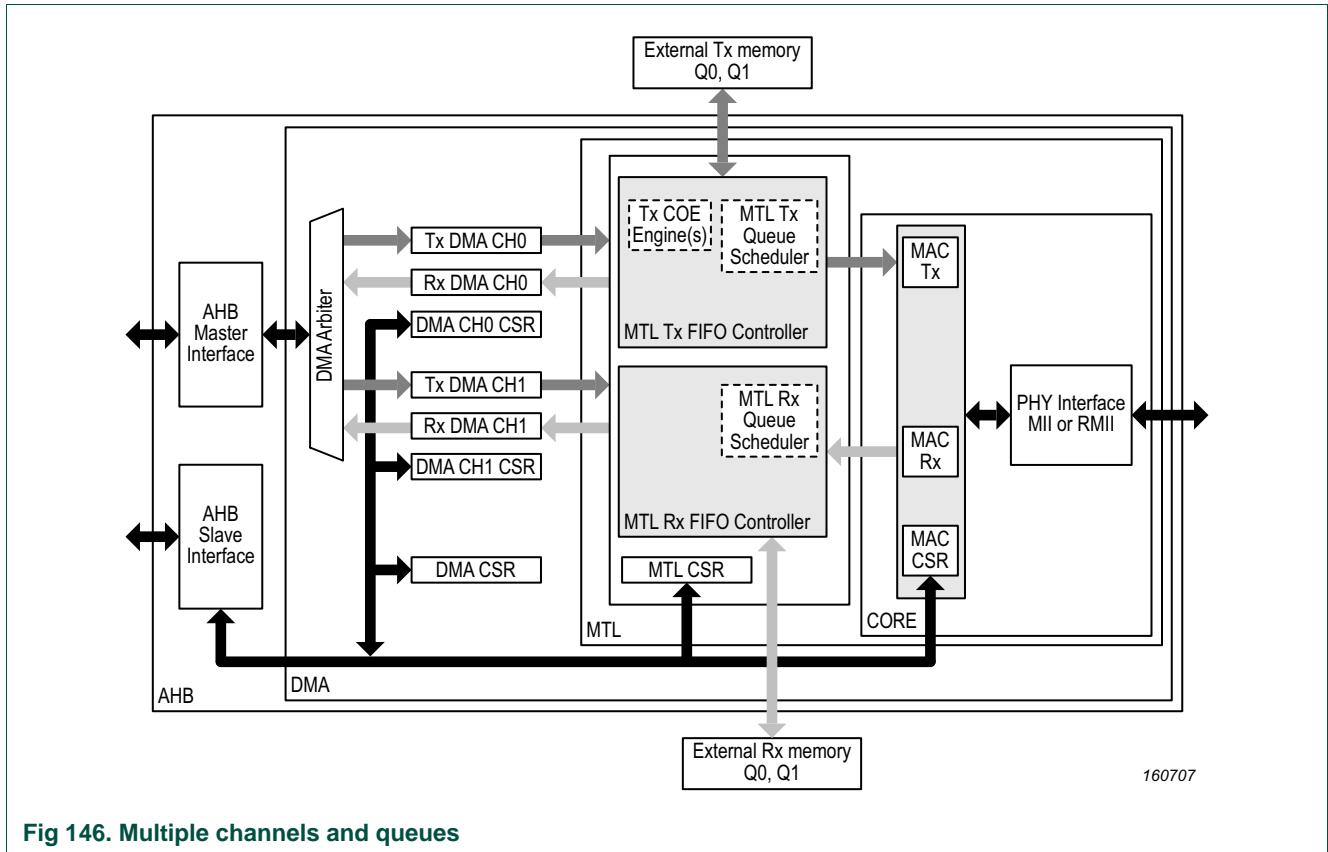 External Tx memory
Q0, Q1
AHB
Master
Interface
AHB
Slave
Interface
DMA Arbiter
Tx DMA CH0
Rx DMA CH0
DMA CH0 CSR
Tx DMA CH1
Rx DMA CH1
DMA CH1 CSR
DMA CSR
Tx COE
Engine(s)
MTL Tx
Queue
Scheduler
MTL Tx FIFO Controller
MTL Rx
Queue
Scheduler
MTL Rx FIFO Controller
MTL CSR
MAC
Tx
MAC
Rx
MAC
CSR
PHY Interface
MII or RMII
CORE
MTL
DMA
AHB
External Rx memory
Q0, Q1
160707
Fig 146. Multiple channels and queues